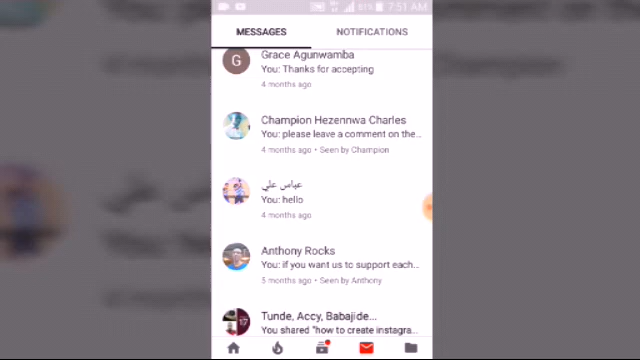 81% 7:51 AM
MESSAGES NOTIFICATIONS
G Grace Agunwamba
You: Thanks for accepting
4 months ago
Champion Hezennwa Charles
You: please leave a comment on the...
4 months ago • Seen by Champion
عباس علي
You: hello
4 months ago
Anthony Rocks
You: if you want us to support each...
5 months ago • Seen by Anthony
Tunde, Accy, Babajide...
You shared "how to create instagra...
17